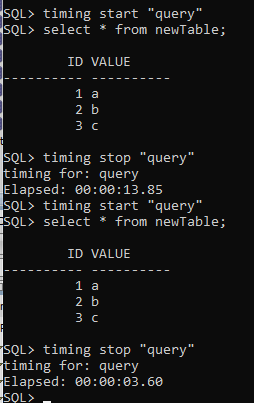 SQL> timing start "query"
SQL> select * from newTable;
ID VALUE
---------- ----------
1 a
2 b
3 c
SQL> timing stop "query"
timing for: query
Elapsed: 00:00:13.85
SQL> timing start "query"
SQL> select * from newTable;
ID VALUE
---------- ----------
1 a
2 b
3 c
SQL> timing stop "query"
timing for: query
Elapsed: 00:00:03.60
SQL>